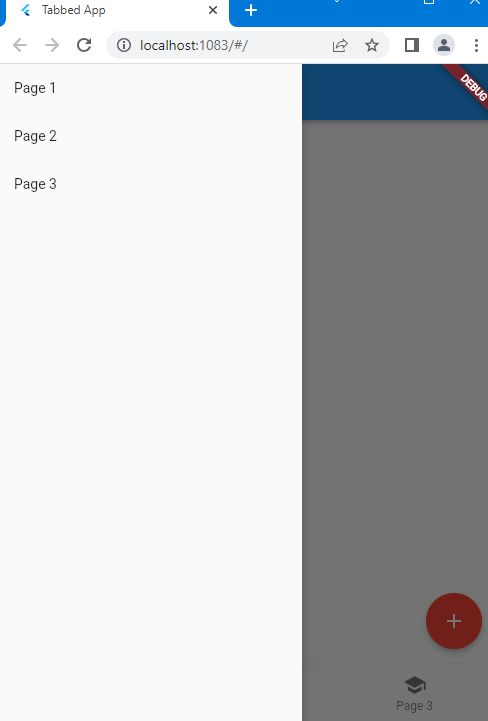 Tabbed App
localhost:1083/#/
DEBUG
Page 1
Page 2
Page 3
Page 3